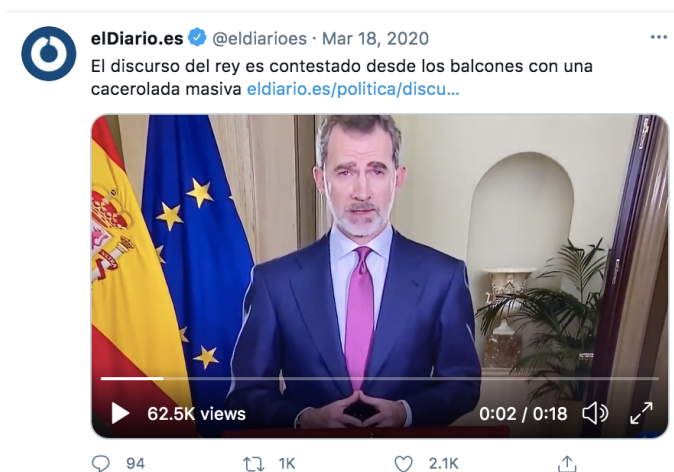 elDiario.es @eldiarioes · Mar 18, 2020
El discurso del rey es contestado desde los balcones con una
cacerolada masiva eldiario.es/politica/discu...
62.5K views
0:02 / 0:18
94 1K 2.1K